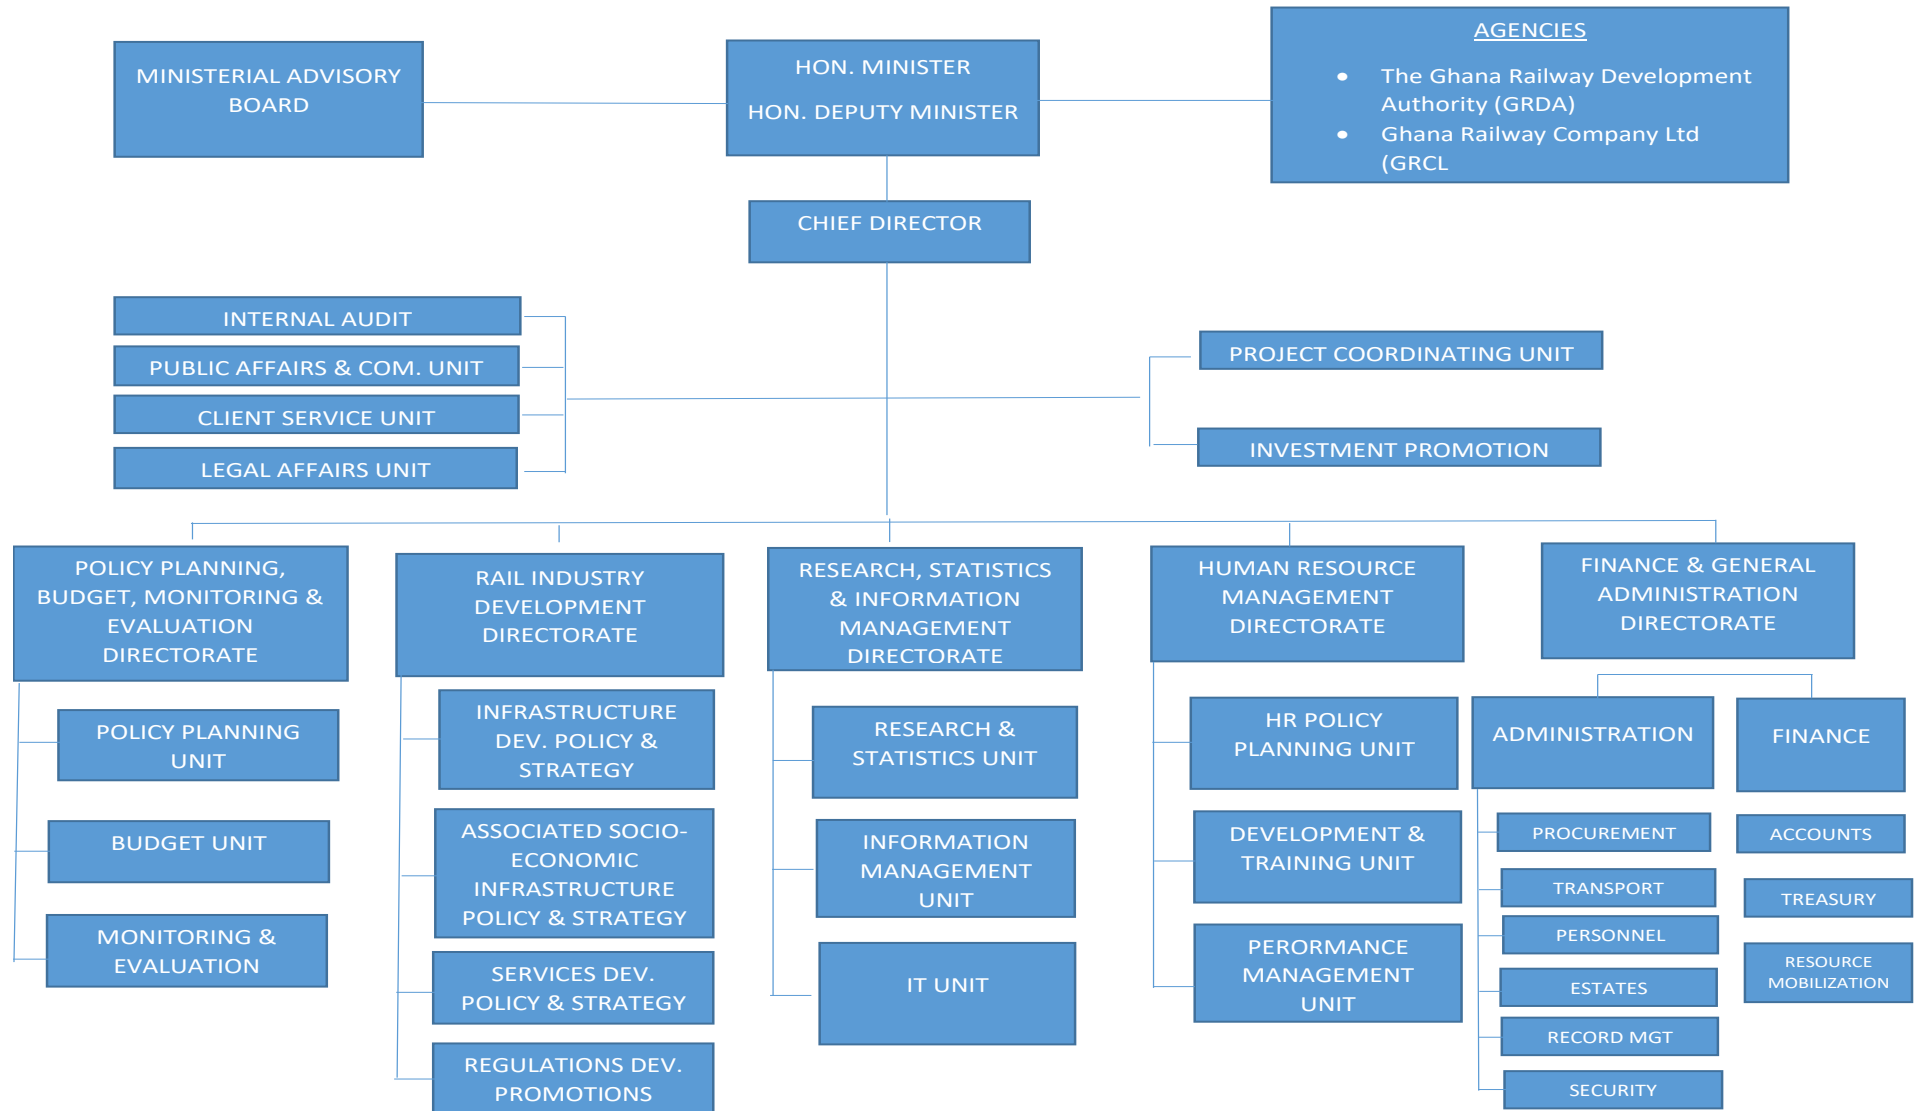 MINISTERIAL ADVISORY
BOARD
HON. MINISTER
HON. DEPUTY MINISTER
AGENCIES
• The Ghana Railway Development
Authority (GRDA)
• Ghana Railway Company Ltd
(GRCL
CHIEF DIRECTOR
INTERNAL AUDIT
PUBLIC AFFAIRS & COM. UNIT
CLIENT SERVICE UNIT
LEGAL AFFAIRS UNIT
PROJECT COORDINATING UNIT
INVESTMENT PROMOTION
POLICY PLANNING,
BUDGET, MONITORING &
EVALUATION
DIRECTORATE
POLICY PLANNING
UNIT
BUDGET UNIT
MONITORING &
EVALUATION
RAIL INDUSTRY
DEVELOPMENT
DIRECTORATE
INFRASTRUCTURE
DEV. POLICY &
STRATEGY
ASSOCIATED SOCIO-
ECONOMIC
INFRASTRUCTURE
POLICY & STRATEGY
SERVICES DEV.
POLICY & STRATEGY
REGULATIONS DEV.
PROMOTIONS
RESEARCH, STATISTICS
& INFORMATION
MANAGEMENT
DIRECTORATE
RESEARCH &
STATISTICS UNIT
INFORMATION
MANAGEMENT
UNIT
IT UNIT
HUMAN RESOURCE
MANAGEMENT
DIRECTORATE
HR POLICY
PLANNING UNIT
DEVELOPMENT &
TRAINING UNIT
PERORMANCE
MANAGEMENT
UNIT
FINANCE & GENERAL
ADMINISTRATION
DIRECTORATE
ADMINISTRATION
PROCUREMENT
TRANSPORT
PERSONNEL
ESTATES
RECORD MGT
SECURITY
FINANCE
ACCOUNTS
TREASURY
RESOURCE
MOBILIZATION